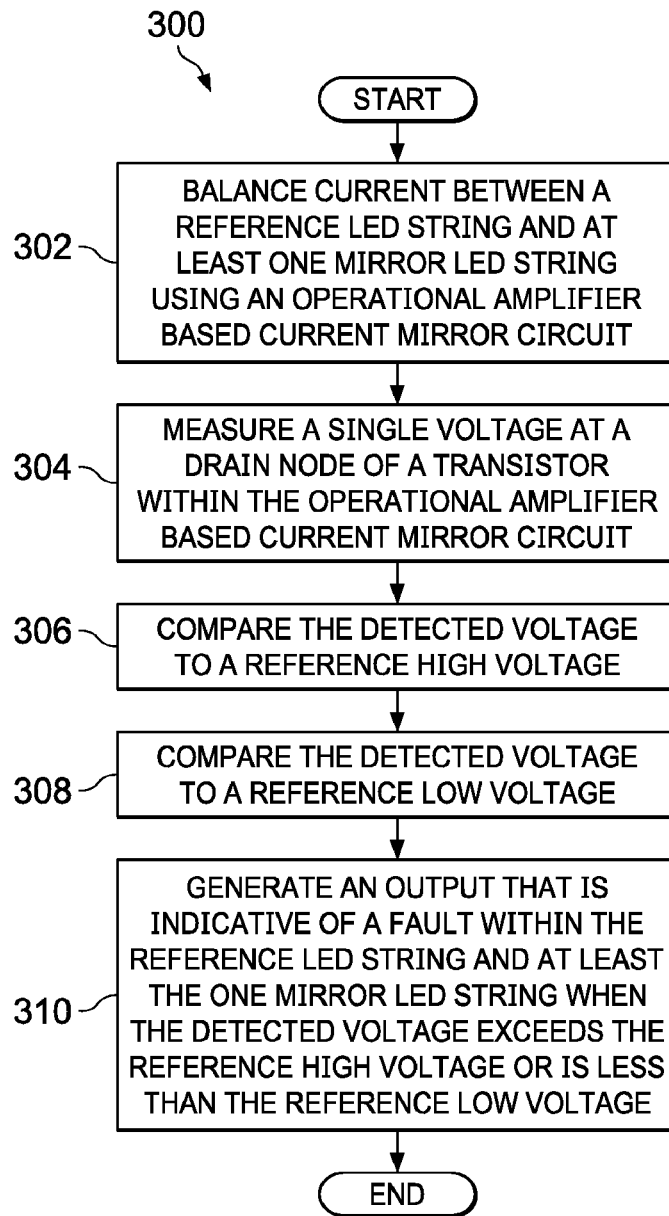 300
START
302
BALANCE CURRENT BETWEEN A
REFERENCE LED STRING AND AT
LEAST ONE MIRROR LED STRING
USING AN OPERATIONAL AMPLIFIER
BASED CURRENT MIRROR CIRCUIT
304
MEASURE A SINGLE VOLTAGE AT A
DRAIN NODE OF A TRANSISTOR
WITHIN THE OPERATIONAL AMPLIFIER
BASED CURRENT MIRROR CIRCUIT
306
COMPARE THE DETECTED VOLTAGE
TO A REFERENCE HIGH VOLTAGE
308
COMPARE THE DETECTED VOLTAGE
TO A REFERENCE LOW VOLTAGE
310
GENERATE AN OUTPUT THAT IS
INDICATIVE OF A FAULT WITHIN THE
REFERENCE LED STRING AND AT LEAST
THE ONE MIRROR LED STRING WHEN
THE DETECTED VOLTAGE EXCEEDS THE
REFERENCE HIGH VOLTAGE OR IS LESS
THAN THE REFERENCE LOW VOLTAGE
END